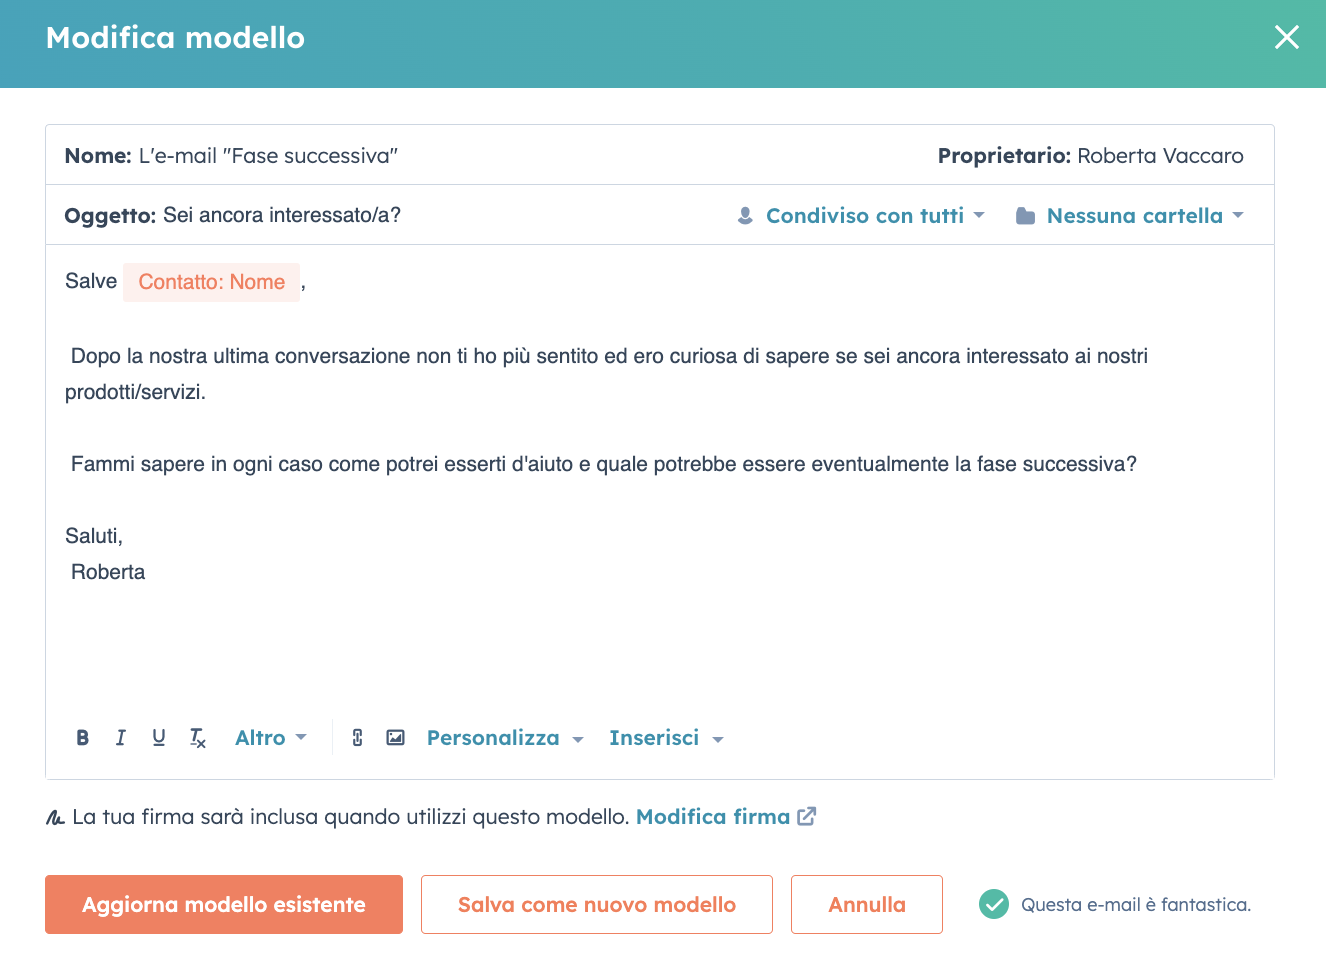 Modifica modello
Nome: L'e-mail "Fase successiva"
Proprietario: Roberta Vaccaro
Oggetto: Sei ancora interessato/a?
Condiviso con tutti
Nessuna cartella
Salve Contatto: Nome ,
Dopo la nostra ultima conversazione non ti ho più sentito ed ero curiosa di sapere se sei ancora interessato ai nostri
prodotti/servizi.
Fammi sapere in ogni caso come potrei esserti d'aiuto e quale potrebbe essere eventualmente la fase successiva?
Saluti,
Roberta
B I U Tx Altro Personalizza Inserisci
La tua firma sarà inclusa quando utilizzi questo modello. Modifica firma
Aggiorna modello esistente
Salva come nuovo modello
Annulla
Questa e-mail è fantastica.